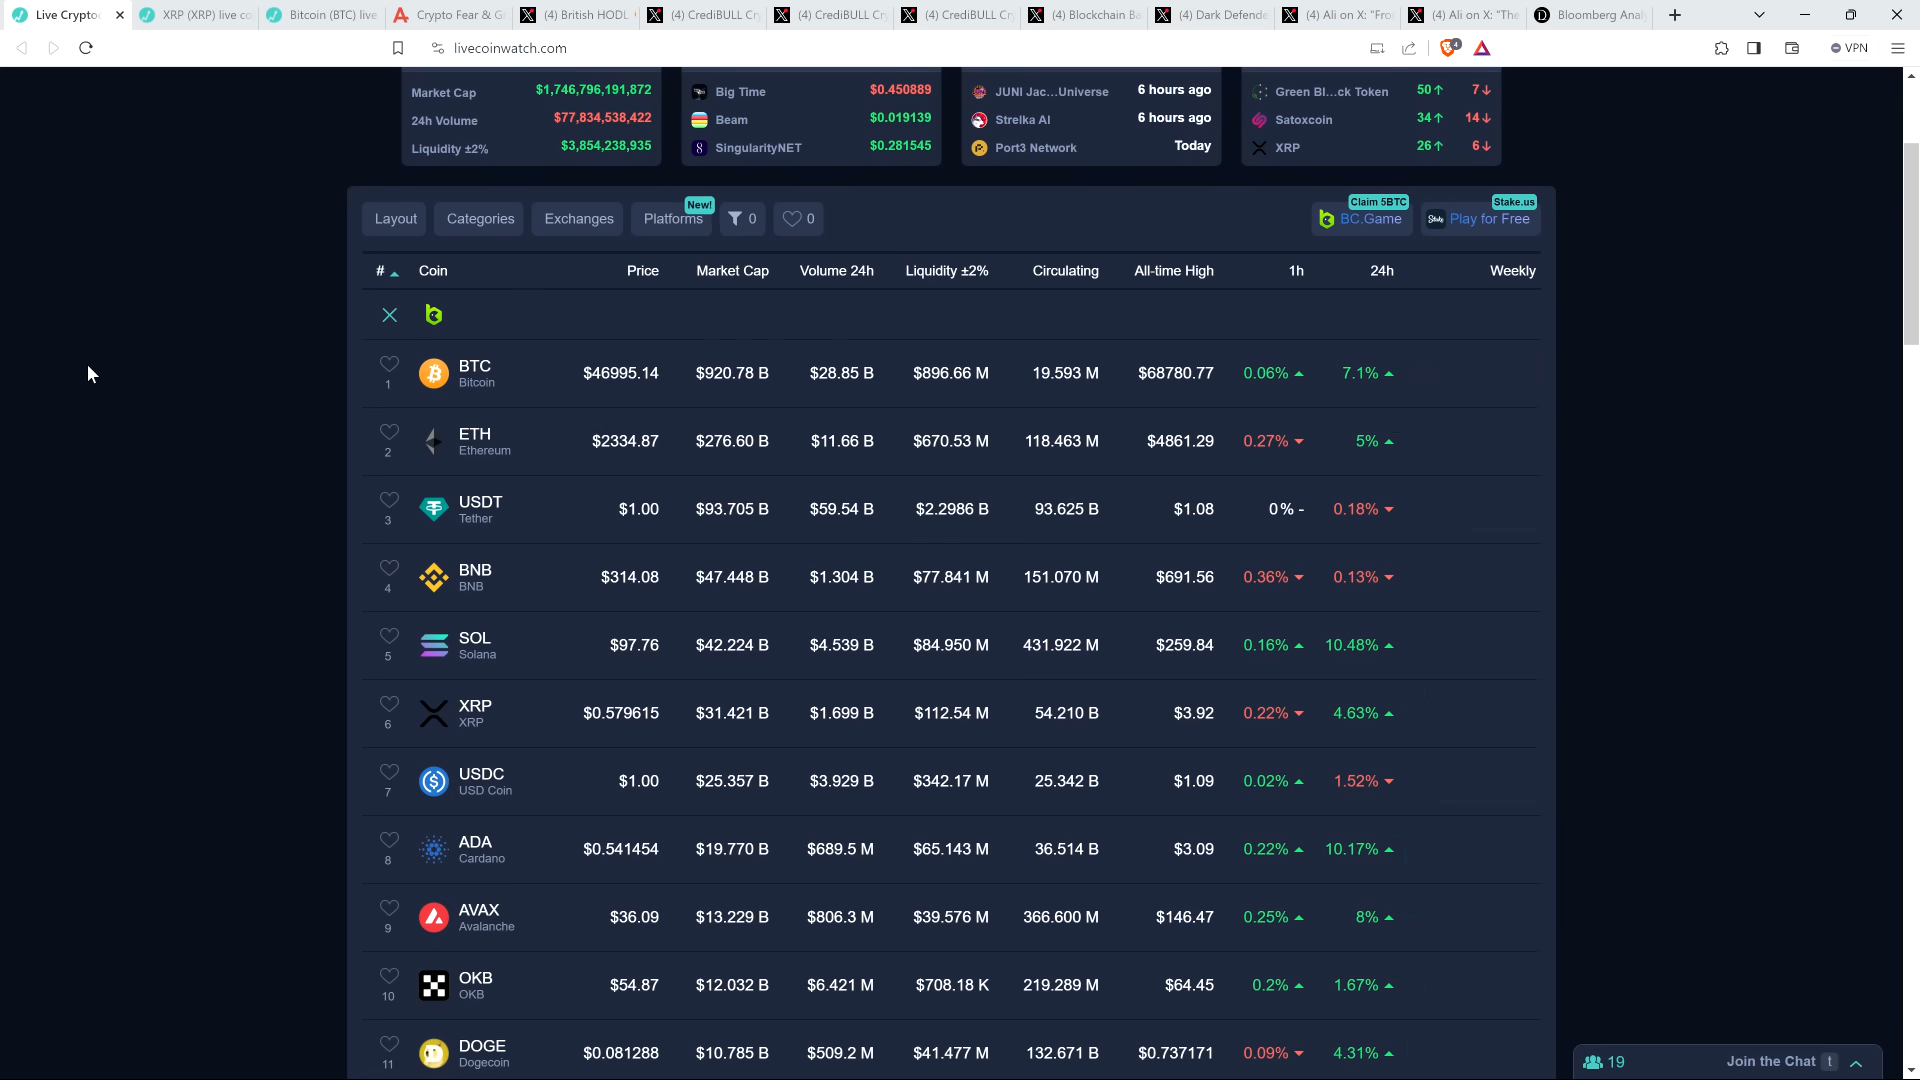 Live Crypto
XRP (XRP) live co
Bitcoin (BTC) live
Crypto Fear & G
(4) British HODL
(4) CrediBULL Cr
(4) CrediBULL Cr
(4) CrediBULL Cr
(4) Blockchain Ba
(4) Dark Defende
(4) Ali on X: "Fro
(4) Ali on X: "The
Bloomberg Anal
livecoinwatch.com
4
VPN
Market Cap $1,746,796,191,872
24h Volume $77,834,538,422
Liquidity ±2% $3,854,238,935
Big Time $0.450889
Beam $0.019139
SingularityNET $0.281545
JUNI Jac...Universe 6 hours ago
Strelka AI 6 hours ago
Port3 Network Today
Green Bl...ck Token 50↑ 7↓
Satoxcoin 34↑ 14↓
XRP 26↑ 6↓
Layout Categories Exchanges Platforms New! 0 0
Claim 5BTC
BC.Game
Stake.us
Stake Play for Free
# Coin Price Market Cap Volume 24h Liquidity ±2% Circulating All-time High 1h 24h Weekly
1 BTC Bitcoin $46995.14 $920.78 B $28.85 B $896.66 M 19.593 M $68780.77 0.06% 7.1%
2 ETH Ethereum $2334.87 $276.60 B $11.66 B $670.53 M 118.463 M $4861.29 0.27% 5%
3 USDT Tether $1.00 $93.705 B $59.54 B $2.2986 B 93.625 B $1.08 0% - 0.18%
4 BNB BNB $314.08 $47.448 B $1.304 B $77.841 M 151.070 M $691.56 0.36% 0.13%
5 SOL Solana $97.76 $42.224 B $4.539 B $84.950 M 431.922 M $259.84 0.16% 10.48%
6 XRP XRP $0.579615 $31.421 B $1.699 B $112.54 M 54.210 B $3.92 0.22% 4.63%
7 USDC USD Coin $1.00 $25.357 B $3.929 B $342.17 M 25.342 B $1.09 0.02% 1.52%
8 ADA Cardano $0.541454 $19.770 B $689.5 M $65.143 M 36.514 B $3.09 0.22% 10.17%
9 AVAX Avalanche $36.09 $13.229 B $806.3 M $39.576 M 366.600 M $146.47 0.25% 8%
10 OKB OKB $54.87 $12.032 B $6.421 M $708.18 K 219.289 M $64.45 0.2% 1.67%
11 DOGE Dogecoin $0.081288 $10.785 B $509.2 M $41.477 M 132.671 B $0.737171 0.09% 4.31%
19 Join the Chat t